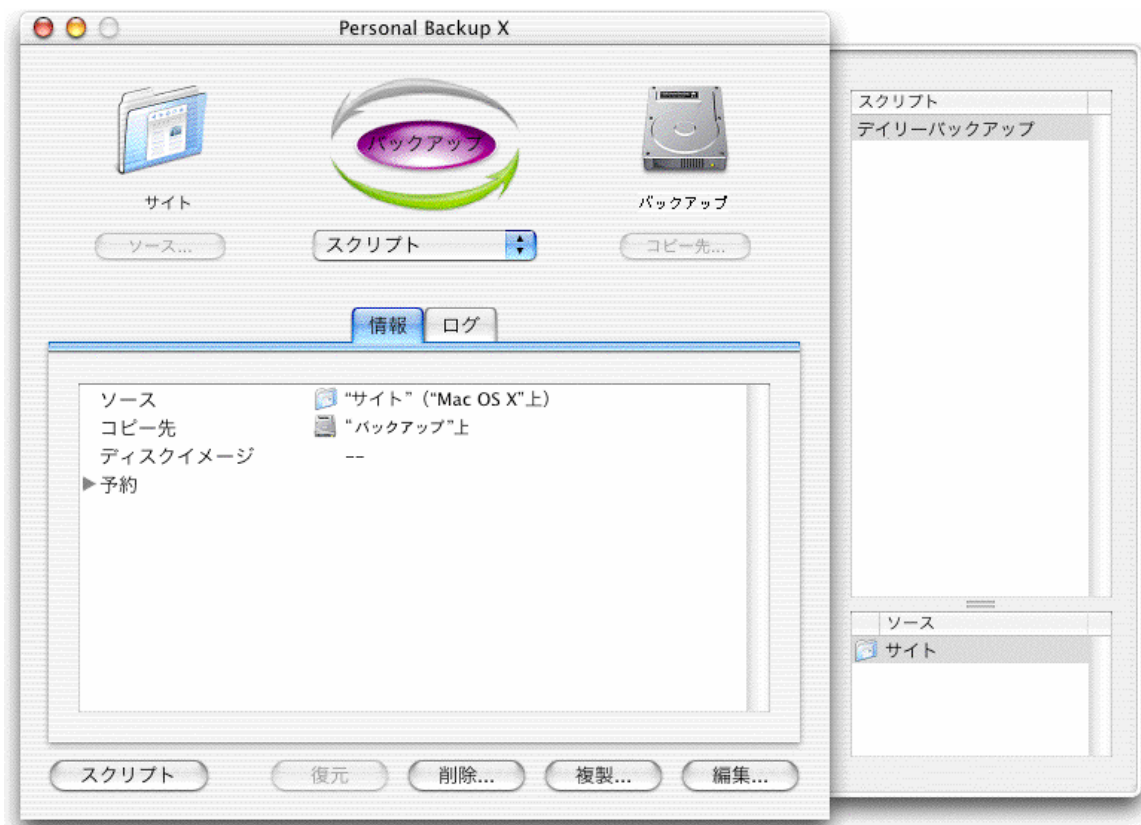 Personal Backup X
バックアップ
サイト
バックアップ
ソース...
スクリプト
コピー先...
情報
ログ
ソース
“サイト”（“Mac OS X”上）
コピー先
“バックアップ”上
ディスクイメージ
--
予約
スクリプト
復元
削除...
複製...
編集...
スクリプト
デイリーバックアップ
ソース
サイト